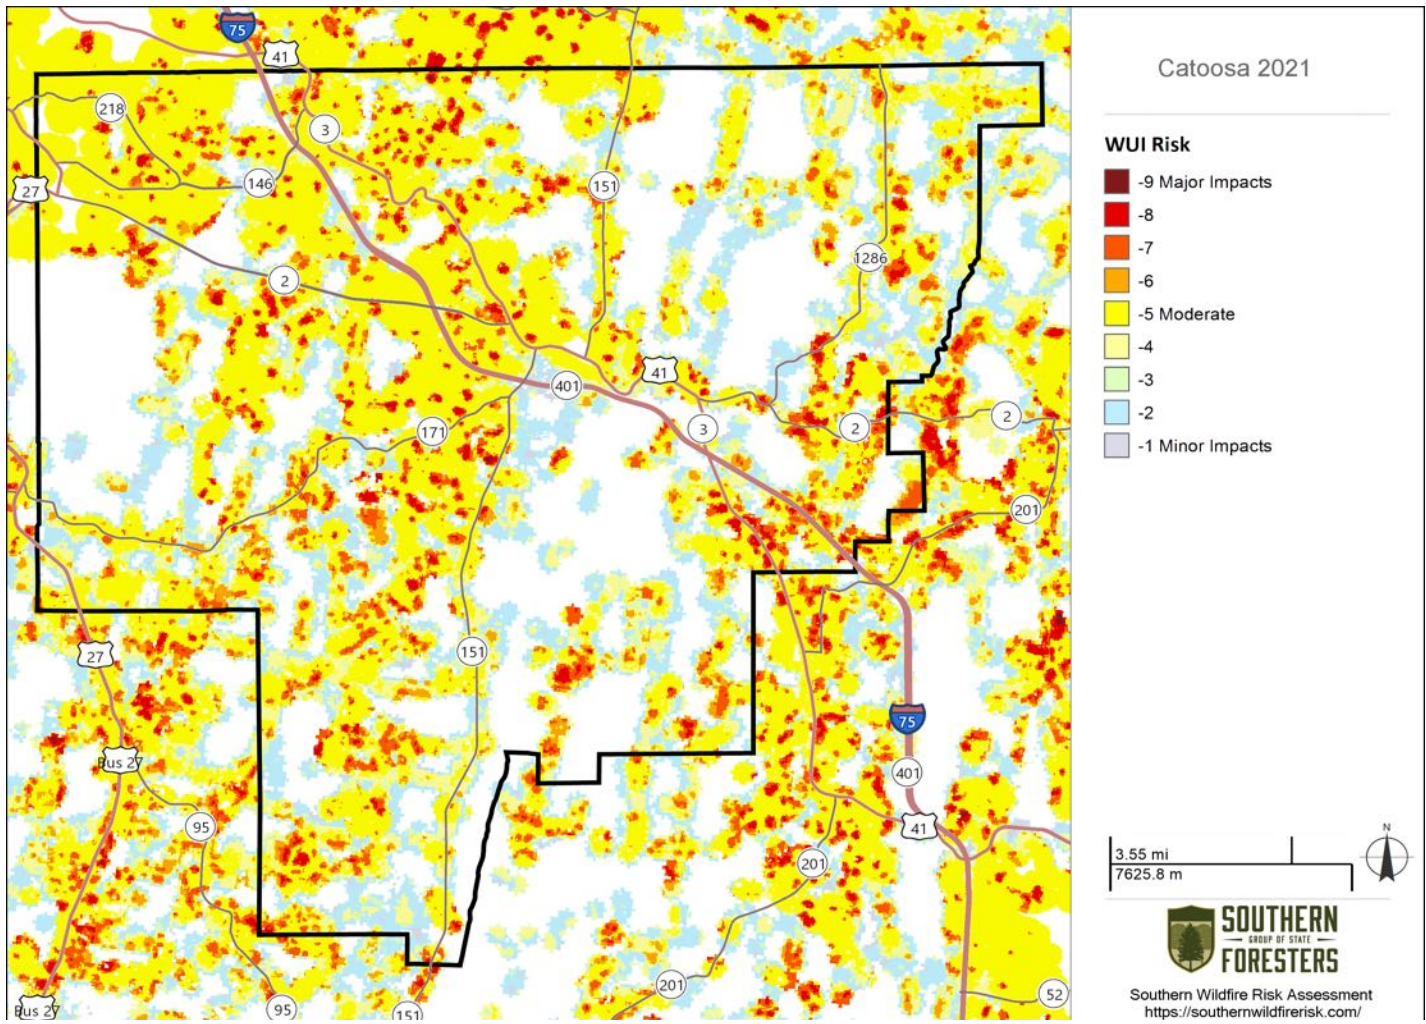 75
41
218
3
146
27
2
151
1286
41
401
171
3
2
2
201
151
27
75
Bus 27
401
95
41
201
201
52
Bus 27
95
151
Catoosa 2021
WUI Risk
-9 Major Impacts
-8
-7
-6
-5 Moderate
-4
-3
-2
-1 Minor Impacts
3.55 mi
7625.8 m
N
SOUTHERN
GROUP OF STATE
FORESTERS
Southern Wildfire Risk Assessment
https://southernwildfirerisk.com/